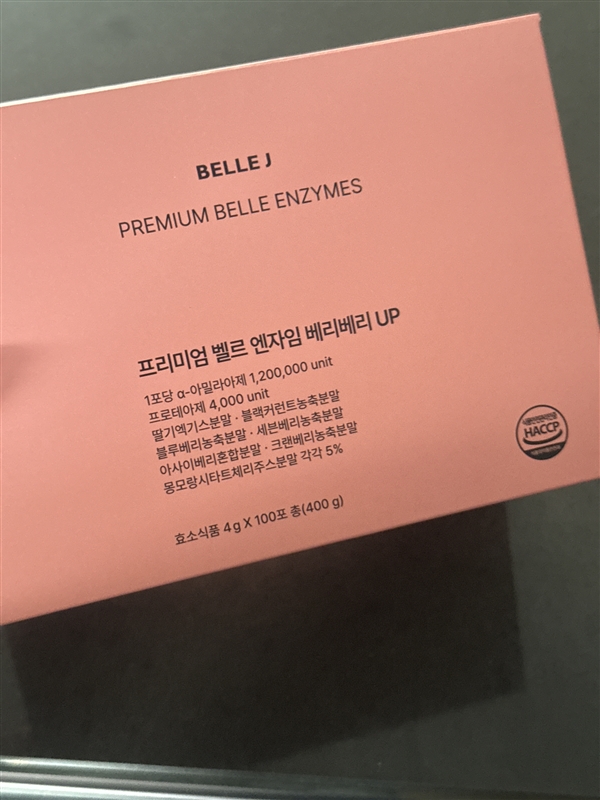 BELLE J
PREMIUM BELLE ENZYMES
프리미엄 벨르 엔자임 베리베리 UP
1포당 α-아밀라아제 1,200,000 unit
프로테아제 4,000 unit
딸기엑기스분말 · 블랙커런트농축분말
블루베리농축분말 · 세븐베리농축분말
아사이베리혼합분말 · 크랜베리농축분말
몽모랑시타트체리주스분말 각각 5%
효소식품 4 g X 100포 총(400 g)
HACCP